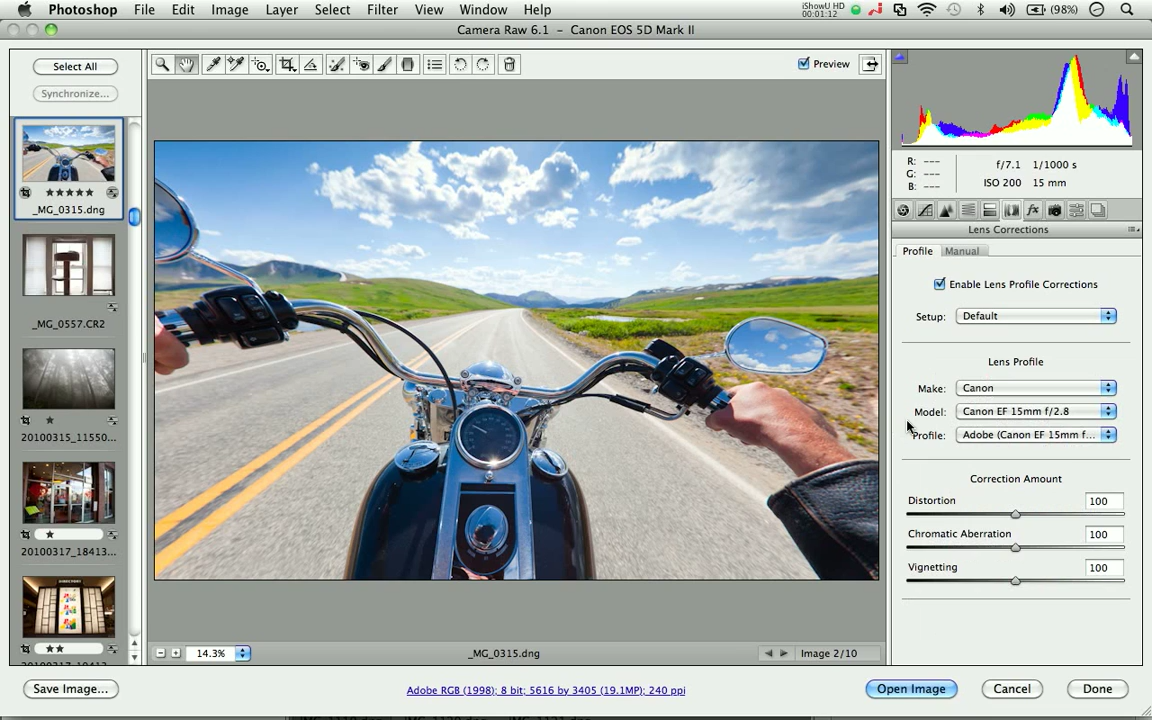 Photoshop File Edit Image Layer Select Filter View Window Help
iShowU HD
00:01:12
(98%)
Camera Raw 6.1 – Canon EOS 5D Mark II
Select All
Synchronize...
_MG_0315.dng
_MG_0557.CR2
20100315_11550...
20100317_18413...
Preview
R: ---
G: ---
B: ---
f/7.1 1/1000 s
ISO 200 15 mm
fx
Lens Corrections
Profile Manual
Enable Lens Profile Corrections
Setup: Default
Lens Profile
Make: Canon
Model: Canon EF 15mm f/2.8
Profile: Adobe (Canon EF 15mm f...
Correction Amount
Distortion 100
Chromatic Aberration 100
Vignetting 100
14.3%
_MG_0315.dng
Image 2/10
Save Image...
Adobe RGB (1998); 8 bit; 5616 by 3405 (19.1MP); 240 ppi
Open Image
Cancel
Done